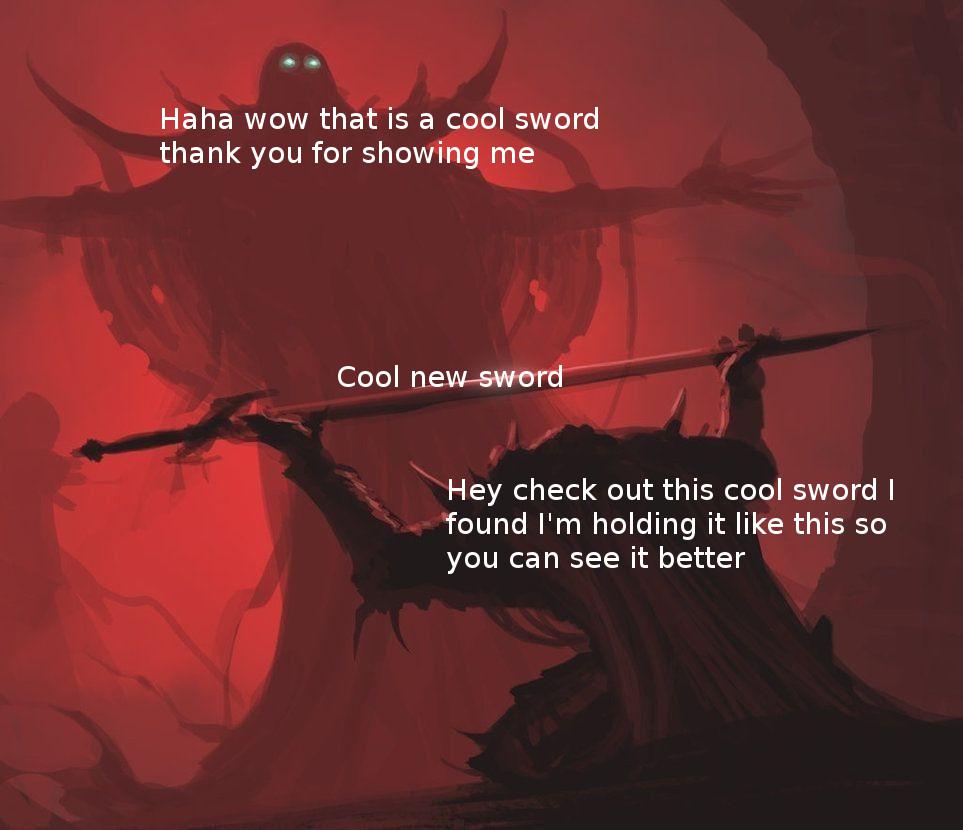 Haha wow that is a cool sword
thank you for showing me
Cool new sword
Hey check out this cool sword I
found I'm holding it like this so
you can see it better